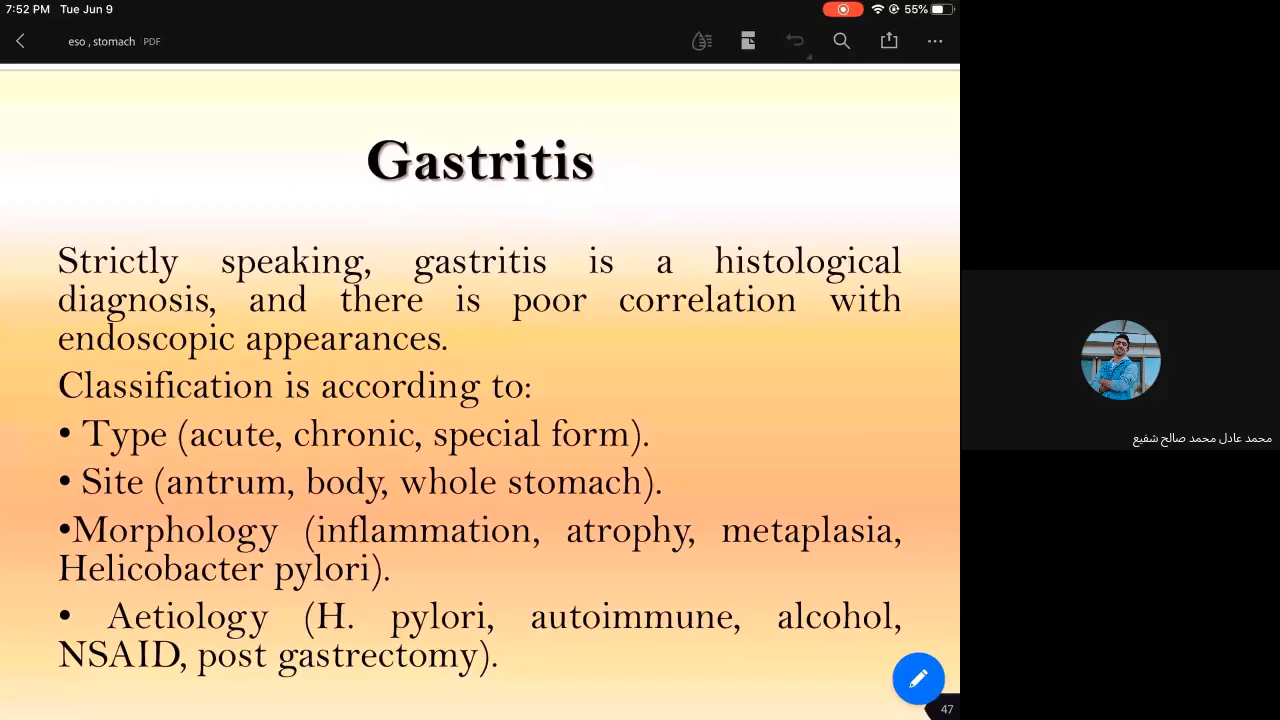 7:52 PM Tue Jun 9
55%
eso , stomach PDF
Gastritis
Strictly speaking, gastritis is a histological
diagnosis, and there is poor correlation with
endoscopic appearances.
Classification is according to:
• Type (acute, chronic, special form).
• Site (antrum, body, whole stomach).
•Morphology (inflammation, atrophy, metaplasia,
Helicobacter pylori).
• Aetiology (H. pylori, autoimmune, alcohol,
NSAID, post gastrectomy).
47
محمد عادل محمد صالح شفيع